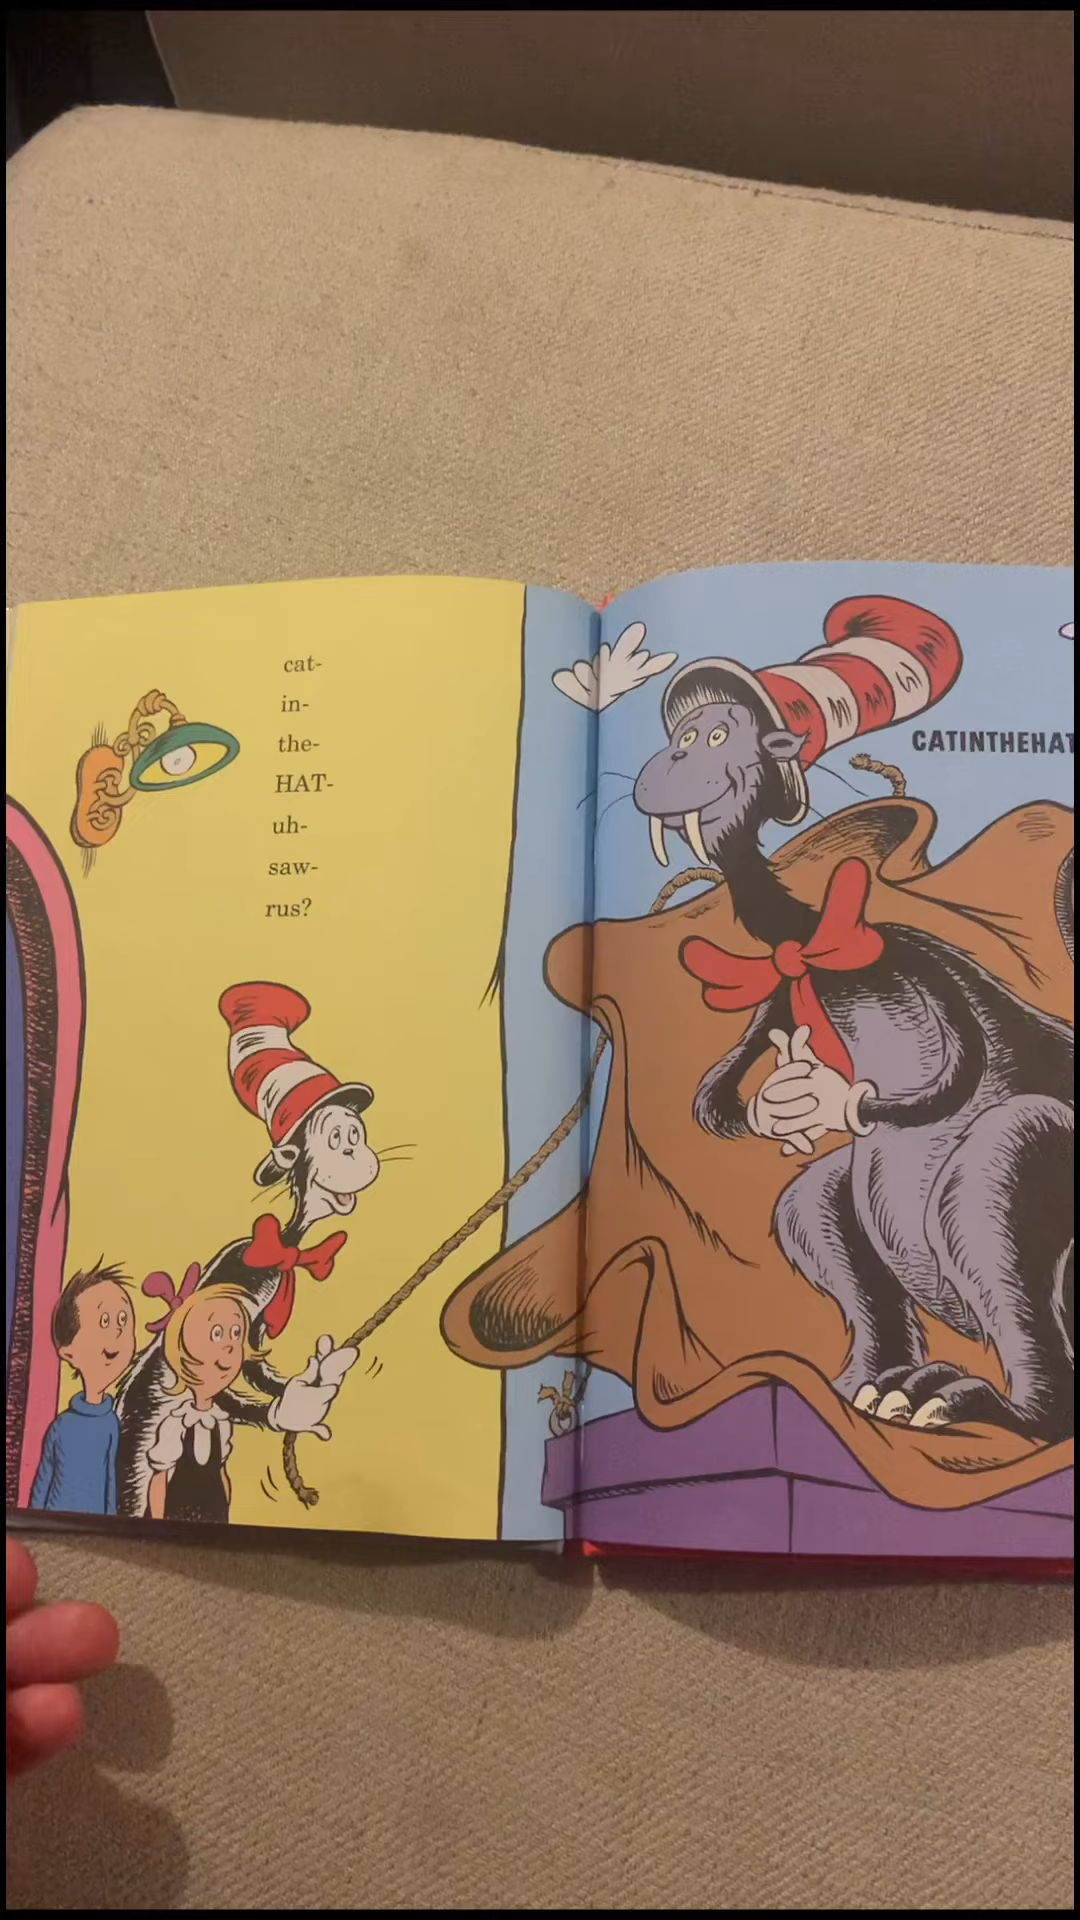 cat-
in-
the-
HAT-
uh-
saw-
rus?
CATINTHEHAT